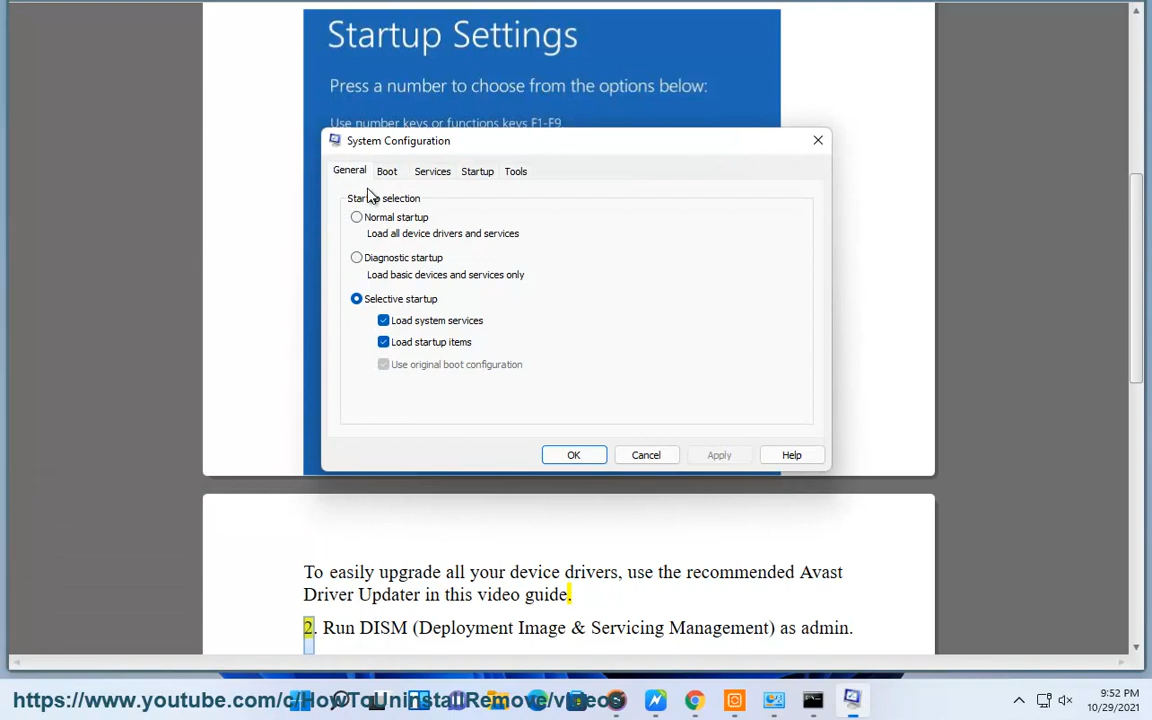 Startup Settings
Press a number to choose from the options below:
Use number keys or functions keys F1-F9.
System Configuration
General Boot Services Startup Tools
selection
Normal startup
Load all device drivers and services
Diagnostic startup
Load basic devices and services only
Selective startup
Load system services
Load startup items
Use original boot configuration
OK Cancel Apply Help
To easily upgrade all your device drivers, use the recommended Avast
Driver Updater in this video guide.
2. Run DISM (Deployment Image & Servicing Management) as admin.
9:52 PM
https://www.youtube.com/c/HowToUninstallRemove/videos
10/29/2021